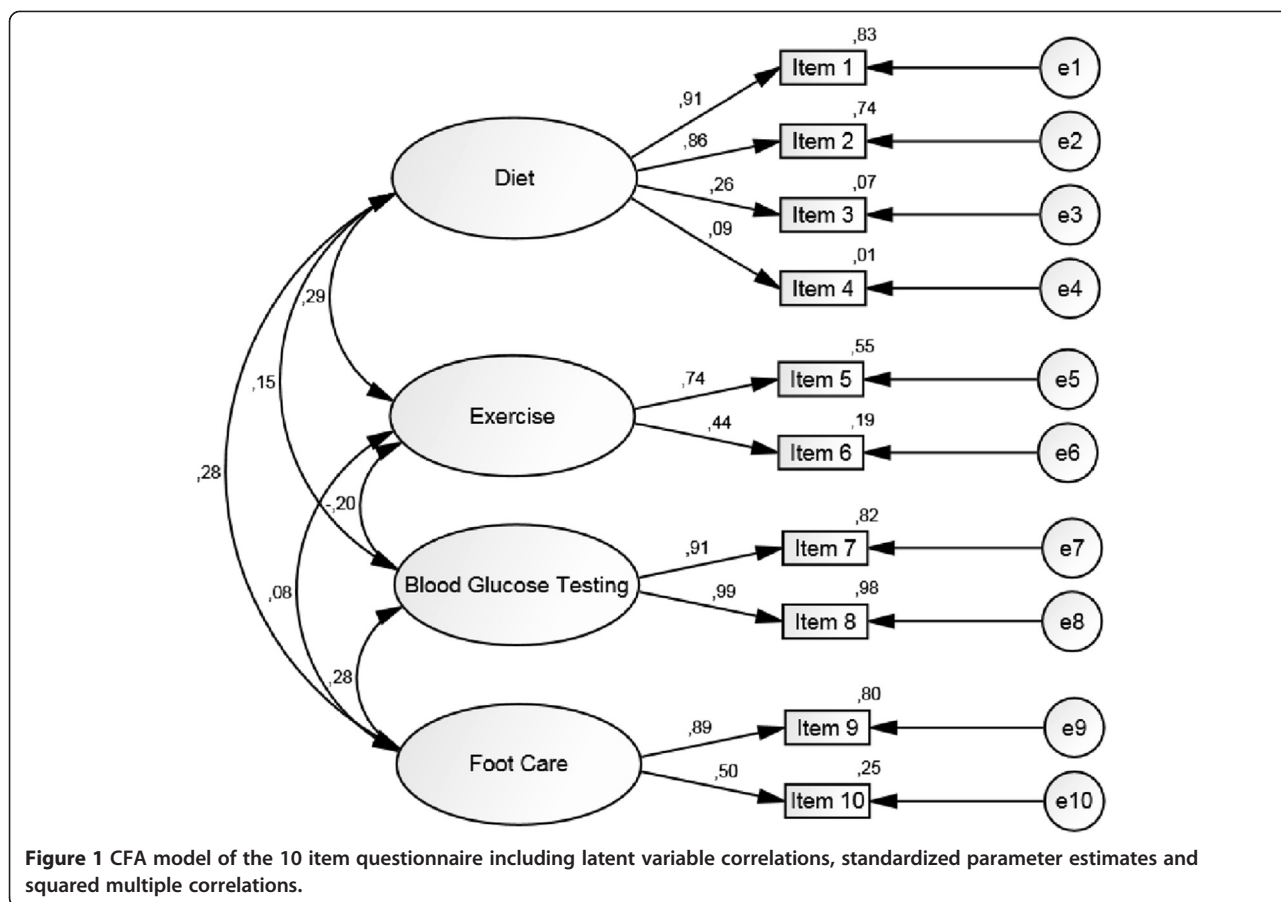 ,83
Item 1
e1
,91
,74
Item 2
e2
,86
Diet
,07
Item 3
e3
,26
,01
Item 4
e4
,09
,29
,15
,28
,55
Item 5
e5
,74
Exercise
,19
Item 6
e6
,44
-,20
,08
,82
Item 7
e7
,91
Blood Glucose Testing
,98
Item 8
e8
,99
,28
,80
Item 9
e9
,89
Foot Care
,25
Item 10
e10
,50
Figure 1 CFA model of the 10 item questionnaire including latent variable correlations, standardized parameter estimates and
squared multiple correlations.